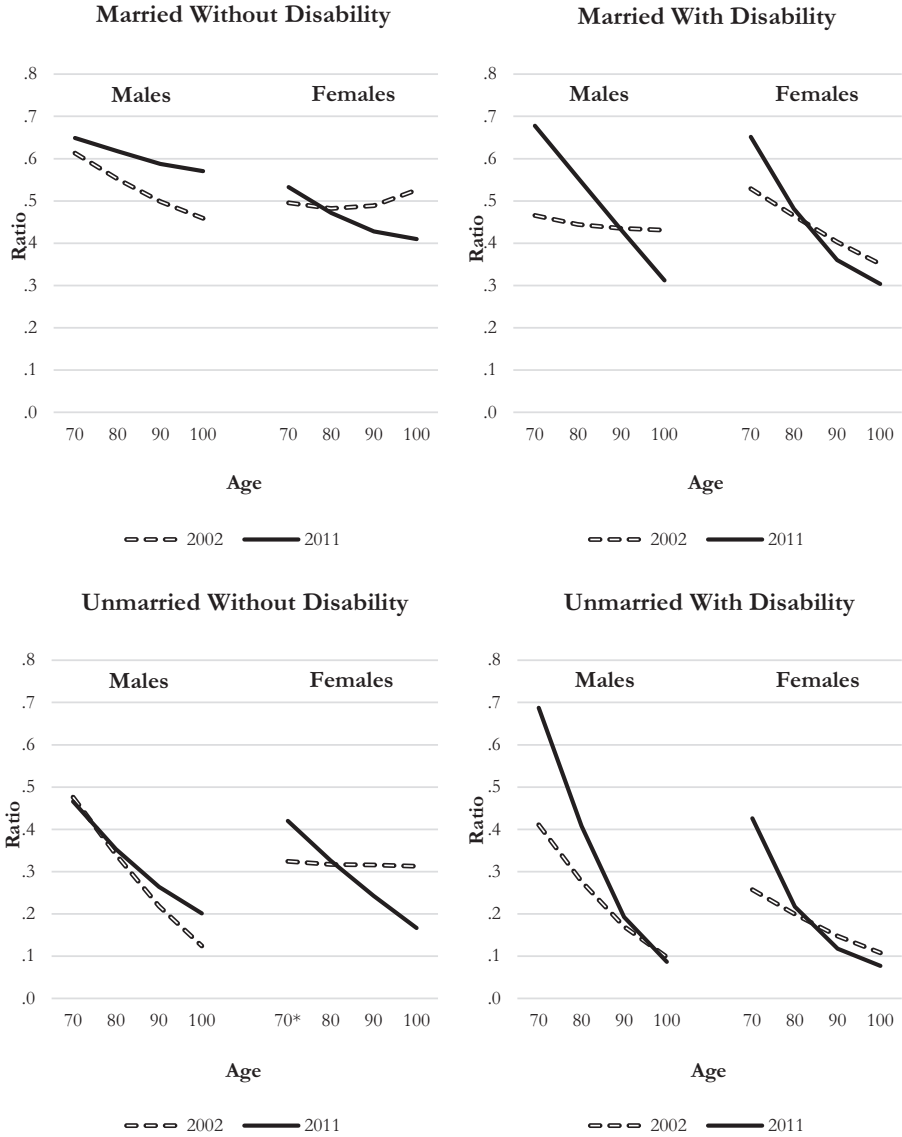 Married Without Disability
.8
.7
.6
.5
.4
.3
.2
.1
.0
Ratio
Males
Females
70 80 90 100 70 80 90 100
Age
2002 2011
Married With Disability
.8
.7
.6
.5
.4
.3
.2
.1
.0
Ratio
Males
Females
70 80 90 100 70 80 90 100
Age
2002 2011
Unmarried Without Disability
.8
.7
.6
.5
.4
.3
.2
.1
.0
Ratio
Males
Females
70 80 90 100 70* 80 90 100
Age
2002 2011
Unmarried With Disability
.8
.7
.6
.5
.4
.3
.2
.1
.0
Ratio
Males
Females
70 80 90 100 70 80 90 100
Age
2002 2011